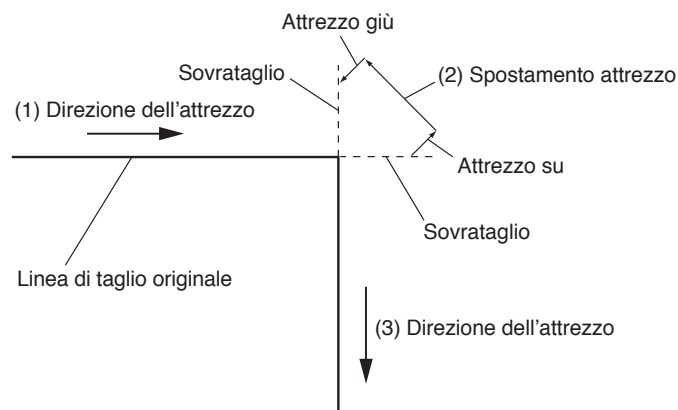 Attrezzo giù
Sovrataglio
(2) Spostamento attrezzo
(1) Direzione dell'attrezzo
Attrezzo su
Sovrataglio
Linea di taglio originale
(3) Direzione dell'attrezzo